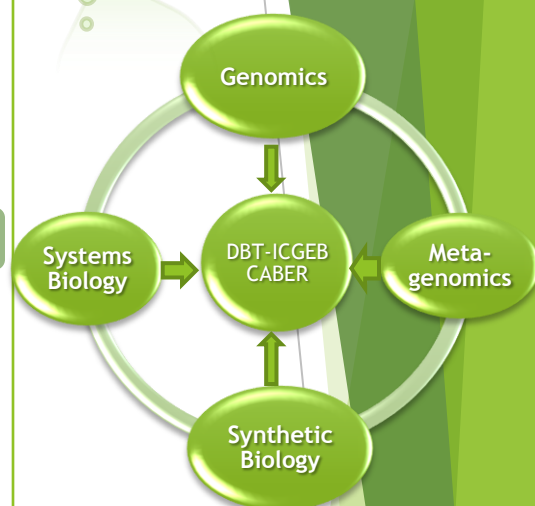 Genomics
Systems
Biology
DBT-ICGEB
CABER
Meta-
genomics
Synthetic
Biology